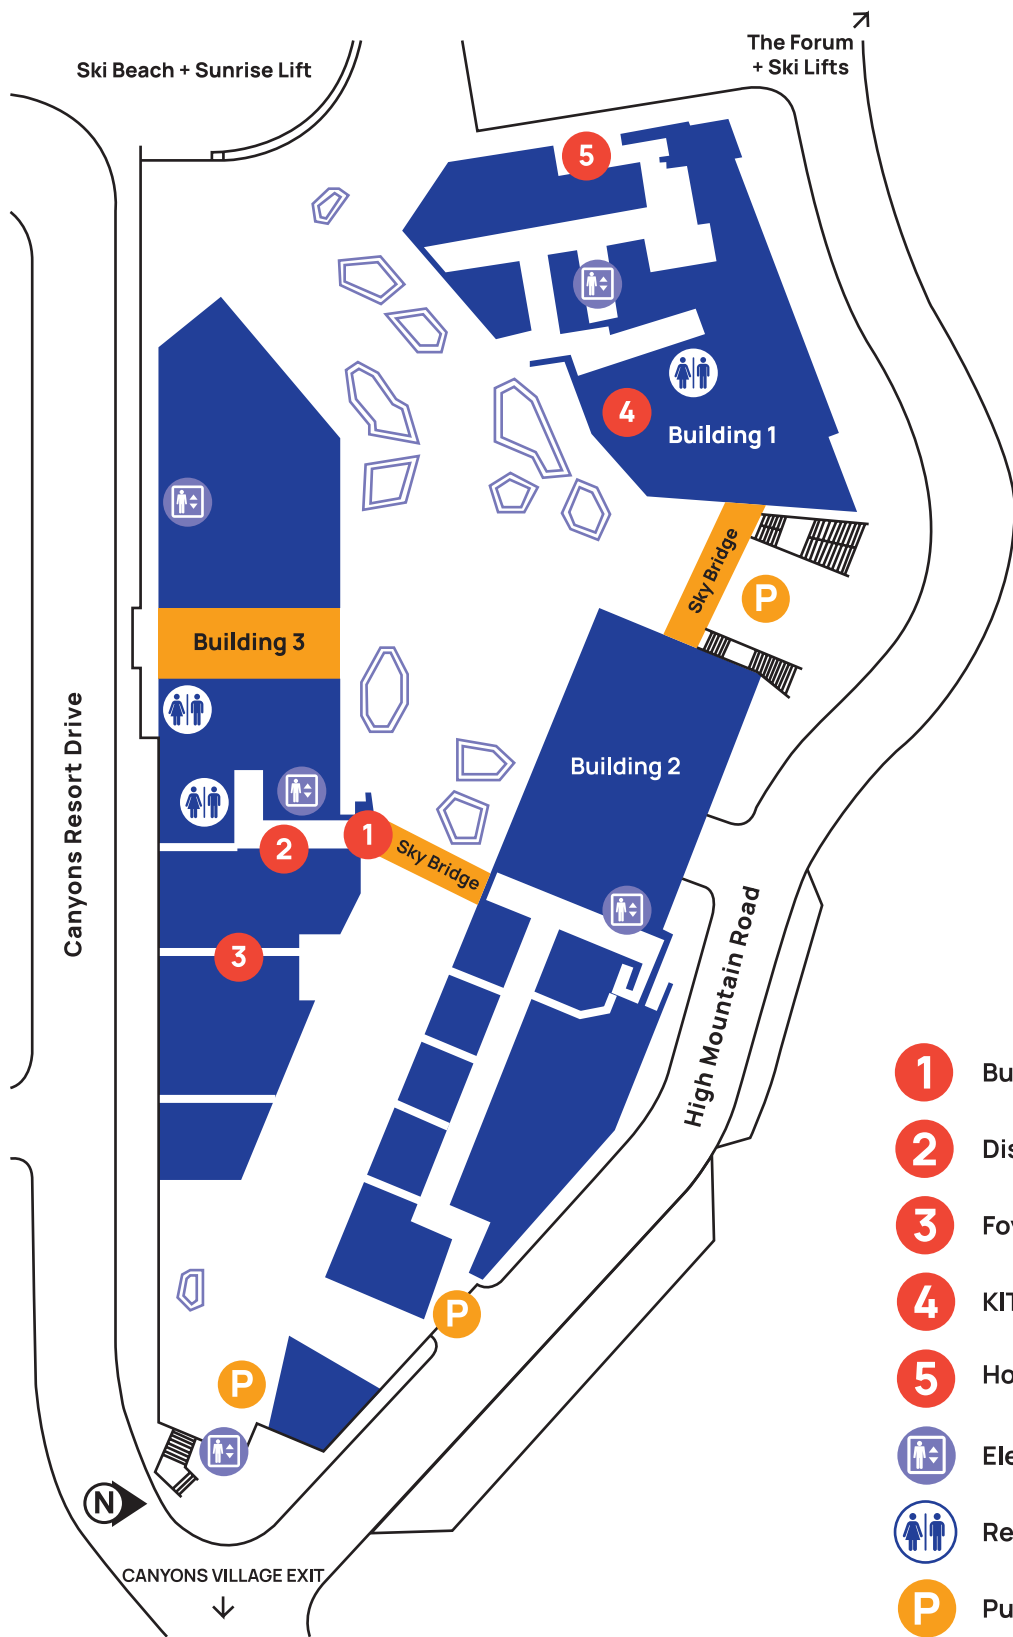 The Forum
+ Ski Lifts
Ski Beach + Sunrise Lift
5
4
Building 1
Sky Bridge
P
Building 3
Building 2
Canyons Resort Drive
1
2
Sky Bridge
3
High Mountain Road
P
P
N
CANYONS VILLAGE EXIT
1 Bu
2 Dis
3 Fo
4 KIT
5 Ho
Ele
Re
P Pu